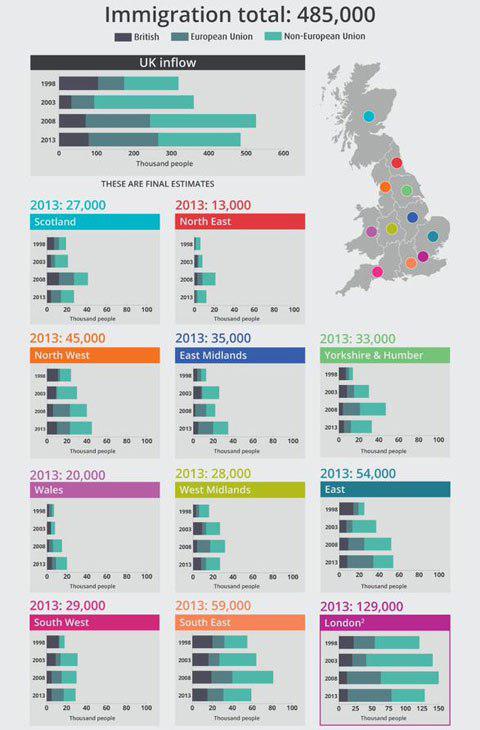 Immigration total: 485,000
British European Union Non-European Union
UK inflow
1998
2003
2008
2013
0 100 200 300 400 500 600
Thousand people
THESE ARE FINAL ESTIMATES
2013: 27,000
Scotland
1998
2003
2008
2013
0 20 40 60 80 100
Thousand people
2013: 13,000
North East
1998
2003
2008
2013
0 20 40 60 80 100
Thousand people
2013: 45,000
North West
1998
2003
2008
2013
0 20 40 60 80 100
Thousand people
2013: 35,000
East Midlands
1998
2003
2008
2013
0 20 40 60 80 100
Thousand people
2013: 33,000
Yorkshire & Humber
1998
2003
2008
2013
0 20 40 60 80 100
Thousand people
2013: 20,000
Wales
1998
2003
2008
2013
0 20 40 60 80 100
Thousand people
2013: 28,000
West Midlands
1998
2003
2008
2013
0 20 40 60 80 100
Thousand people
2013: 54,000
East
1998
2003
2008
2013
0 20 40 60 80 100
Thousand people
2013: 29,000
South West
1998
2003
2008
2013
0 20 40 60 80 100
Thousand people
2013: 59,000
South East
1998
2003
2008
2013
0 20 40 60 80 100
Thousand people
2013: 129,000
London²
1998
2003
2008
2013
0 25 50 75 100 125 150
Thousand people